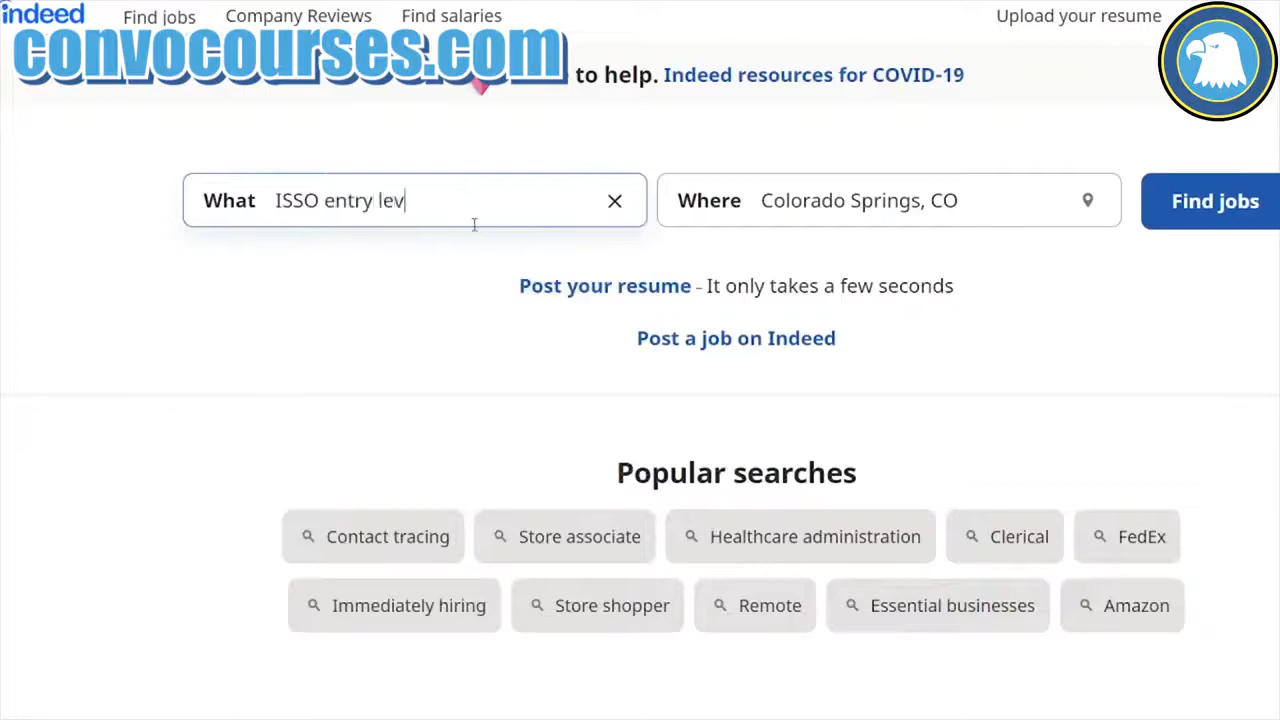 indeed Find jobs Company Reviews Find salaries Upload your resume
convocourses.com
to help. Indeed resources for COVID-19
What ISSO entry lev Where Colorado Springs, CO Find jobs
Post your resume - It only takes a few seconds
Post a job on Indeed
Popular searches
Contact tracing Store associate Healthcare administration Clerical FedEx
Immediately hiring Store shopper Remote Essential businesses Amazon